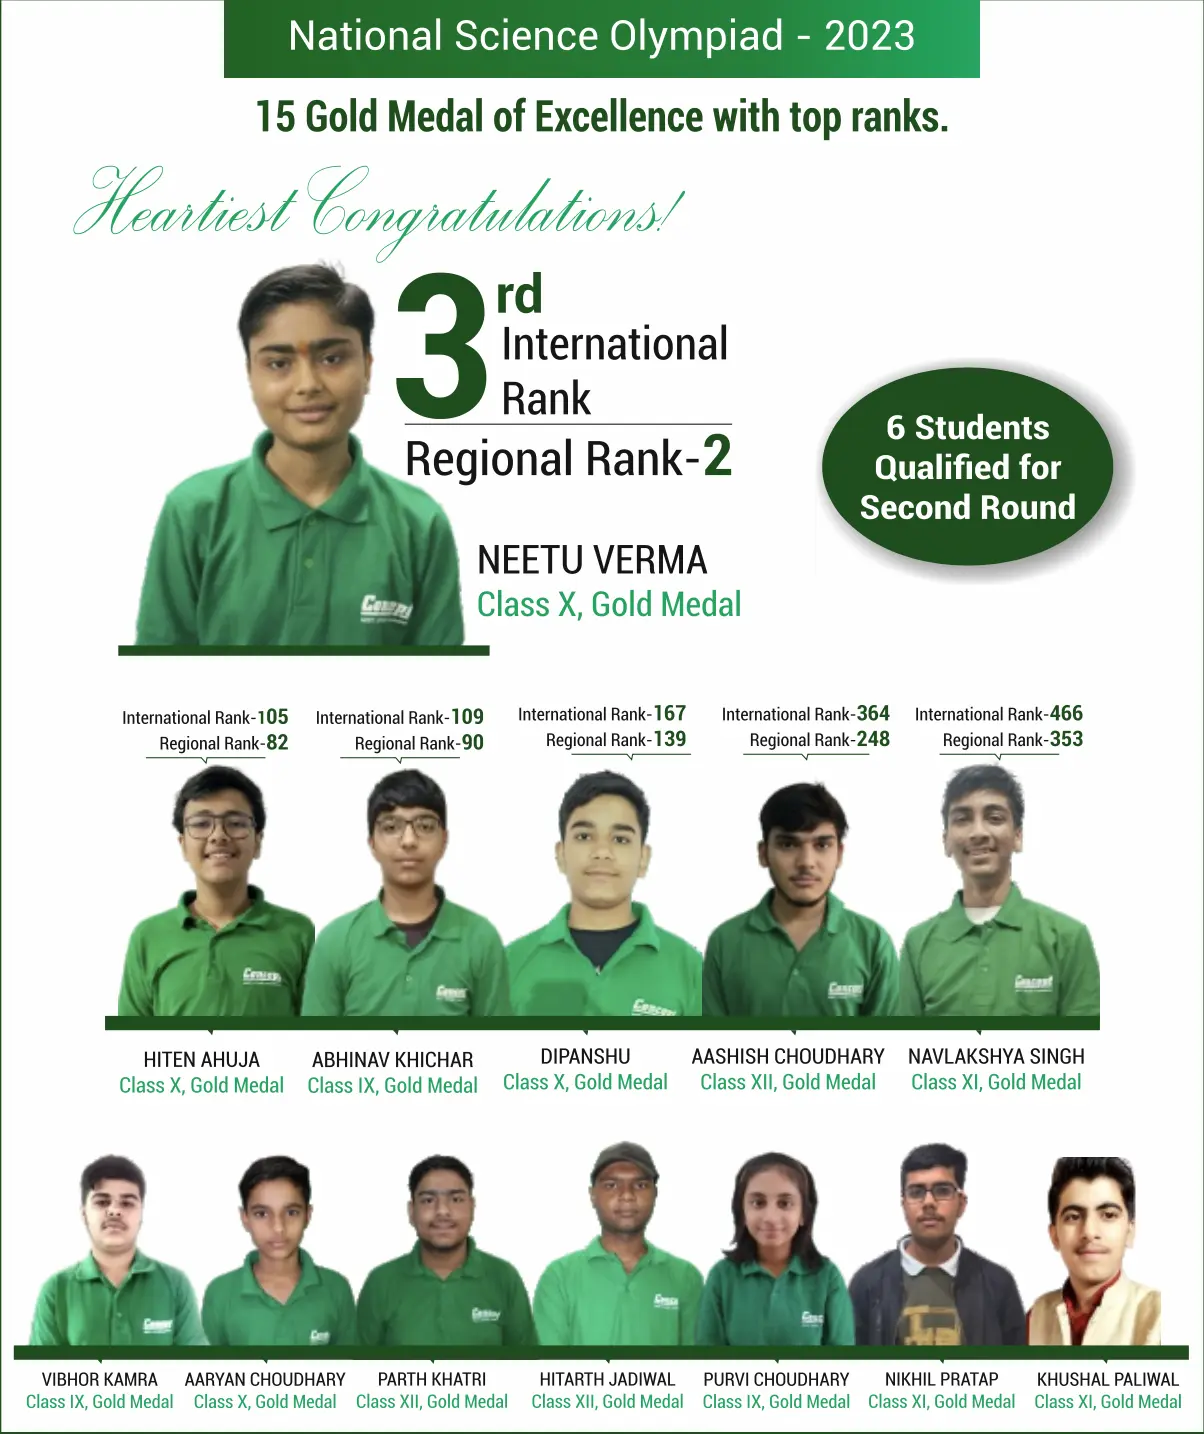 National Science Olympiad - 2023
15 Gold Medal of Excellence with top ranks.
Heartiest Congratulations!
3rd
International
Rank
Regional Rank-2
6 Students
Qualified for
Second Round
NEETU VERMA
Class X, Gold Medal
International Rank-105
Regional Rank-82
International Rank-109
Regional Rank-90
International Rank-167
Regional Rank-139
International Rank-364
Regional Rank-248
International Rank-466
Regional Rank-353
HITEN AHUJA
Class X, Gold Medal
ABHINAV KHICHAR
Class IX, Gold Medal
DIPANSHU
Class X, Gold Medal
AASHISH CHOUDHARY
Class XII, Gold Medal
NAVLAKSHYA SINGH
Class XI, Gold Medal
VIBHOR KAMRA
Class IX, Gold Medal
AARYAN CHOUDHARY
Class X, Gold Medal
PARTH KHATRI
Class XII, Gold Medal
HITARTH JADIWAL
Class XII, Gold Medal
PURVI CHOUDHARY
Class IX, Gold Medal
NIKHIL PRATAP
Class XI, Gold Medal
KHUSHAL PALIWAL
Class XI, Gold Medal